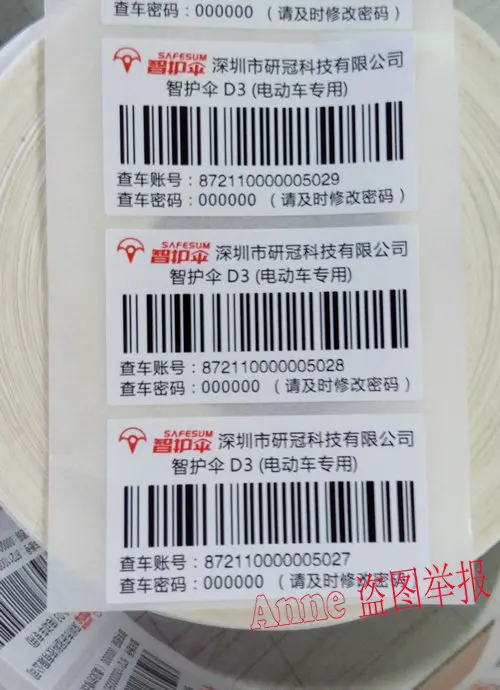 查车密码：000000 （请及时修改密码）
SAFESUM
智护伞 深圳市研冠科技有限公司
智护伞 D3 (电动车专用)
查车账号：872110000005029
查车密码：000000 （请及时修改密码）
SAFESUM
智护伞 深圳市研冠科技有限公司
智护伞 D3 (电动车专用)
查车账号：872110000005028
查车密码：000000 （请及时修改密码）
SAFESUM
智护伞 深圳市研冠科技有限公司
智护伞 D3 (电动车专用)
查车账号：872110000005027
查车密码：000000 （请及时修改密码
Anne 盗图举报